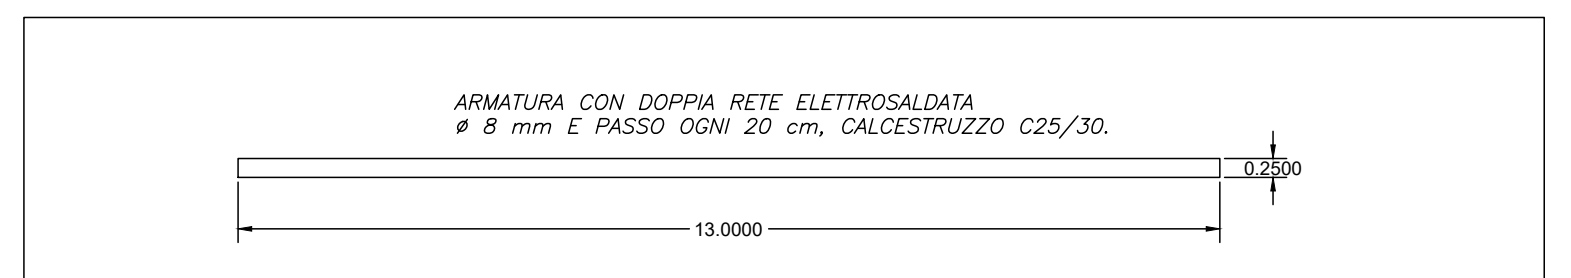 ARMATURA CON DOPPIA RETE ELETTROSALDATA
ø 8 mm E PASSO OGNI 20 cm, CALCESTRUZZO C25/30.
0.2500
13.0000